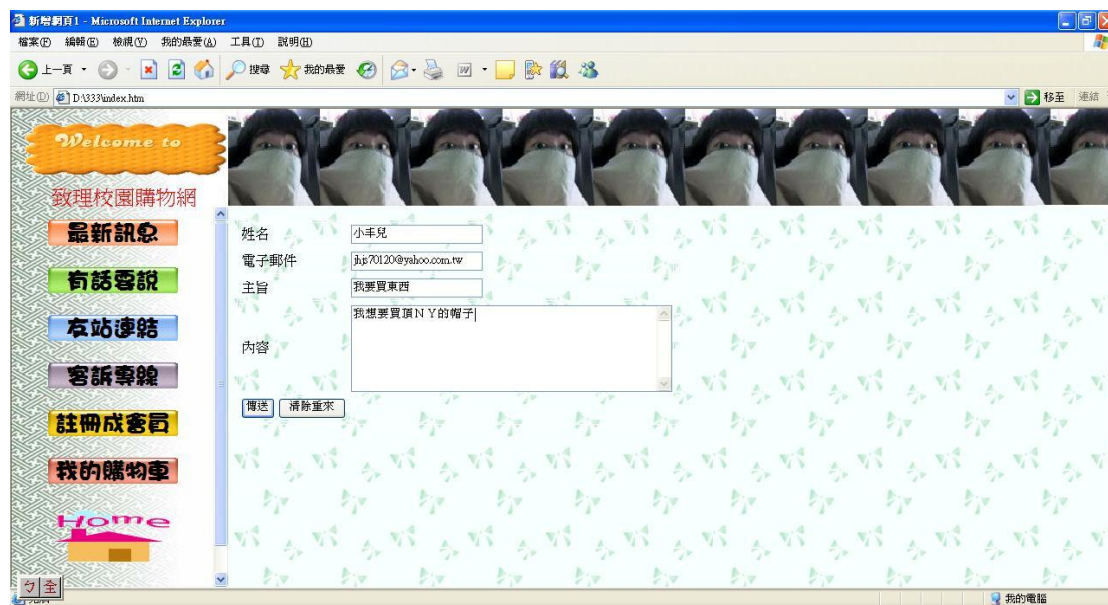 新增網頁1 - Microsoft Internet Explorer
檔案(F) 編輯(E) 檢視(V) 我的最愛(A) 工具(T) 說明(H)
上一頁 搜尋 我的最愛
網址(D) D:\333\index.htm 移至 連結
Welcome to
致理校園購物網
最新訊息
有話要說
友站連結
客訴專線
註冊成會員
我的購物車
Home
姓名 小丰兒
電子郵件 jhjs70120@yahoo.com.tw
主旨 我要買東西
內容 我想要買頂ＮＹ的帽子
傳送 清除重來
ㄅ 全
我的電腦